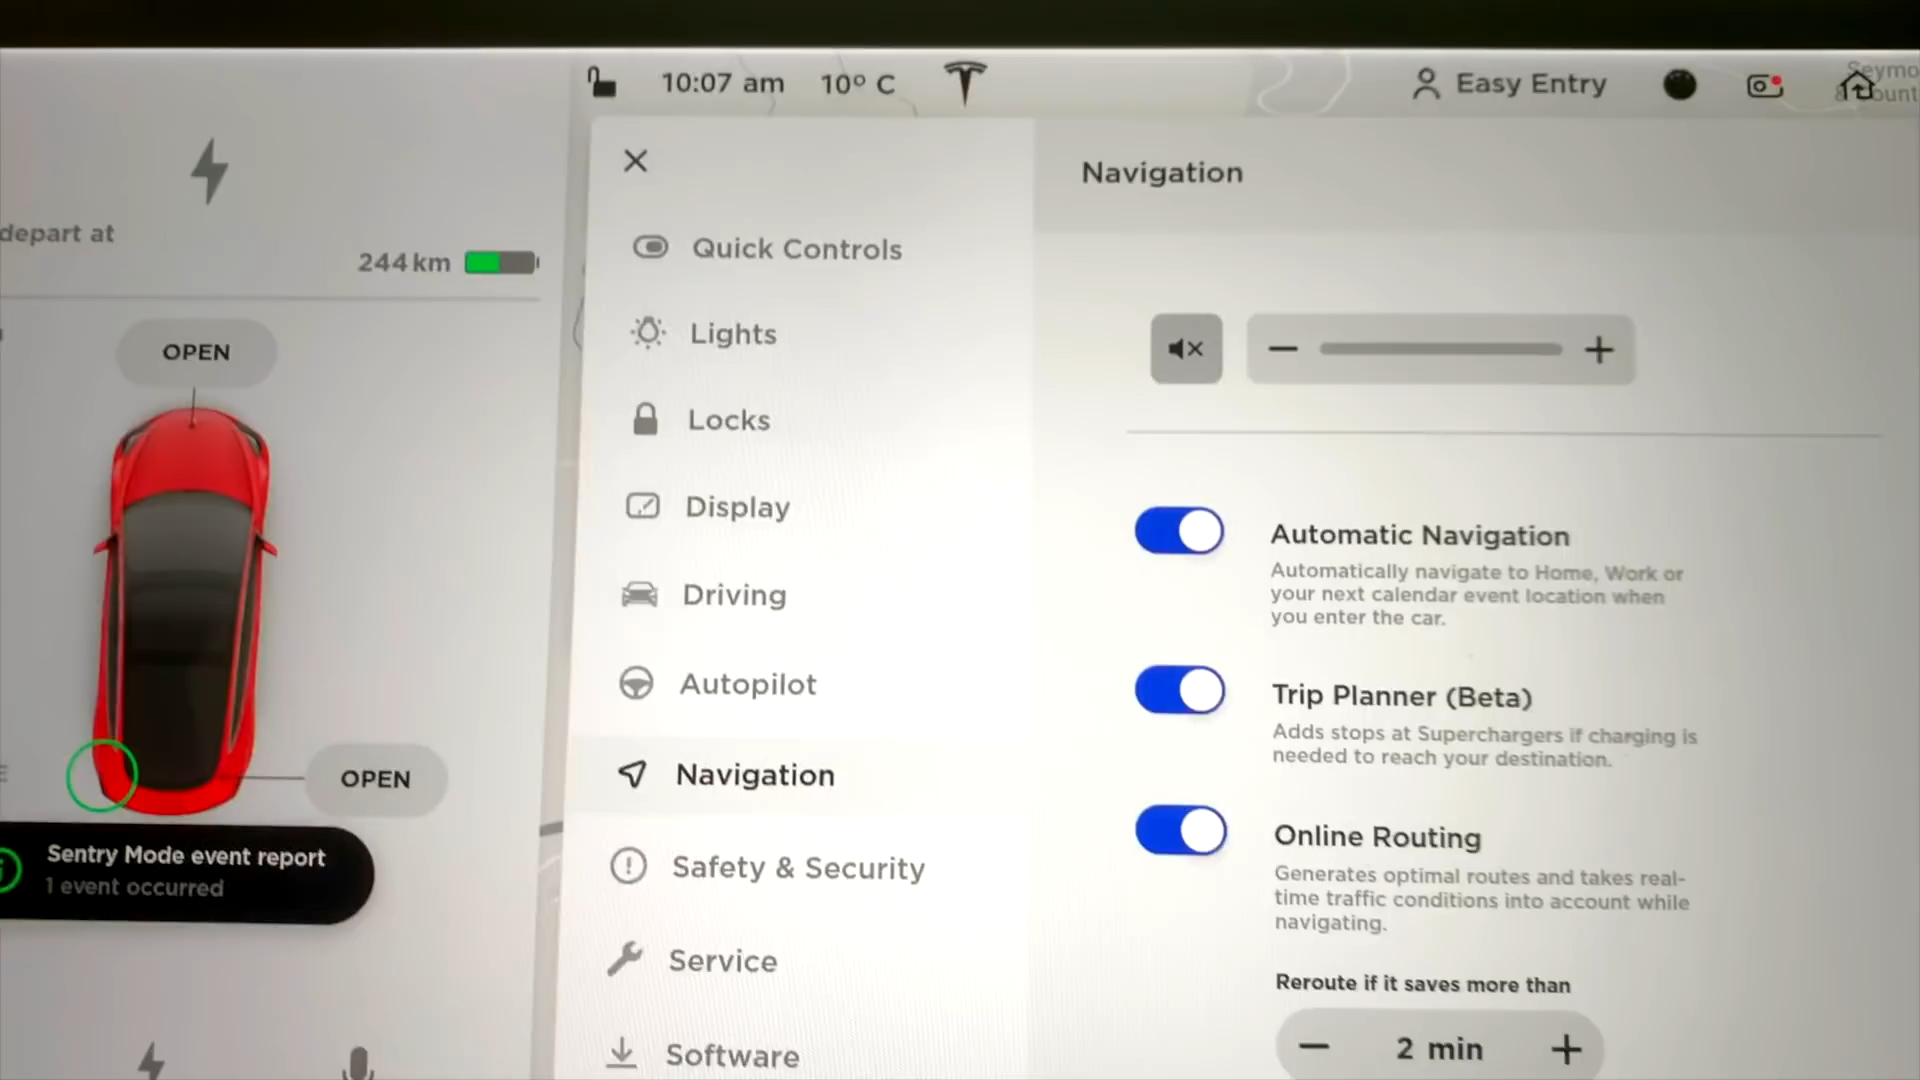 10:07 am
10° C
Easy Entry
depart at
244 km
OPEN
OPEN
Sentry Mode event report
1 event occurred
Quick Controls
Lights
Locks
Display
Driving
Autopilot
Navigation
Safety & Security
Service
Software
Navigation
Automatic Navigation
Automatically navigate to Home, Work or
your next calendar event location when
you enter the car.
Trip Planner (Beta)
Adds stops at Superchargers if charging is
needed to reach your destination.
Online Routing
Generates optimal routes and takes real-
time traffic conditions into account while
navigating.
Reroute if it saves more than
2 min